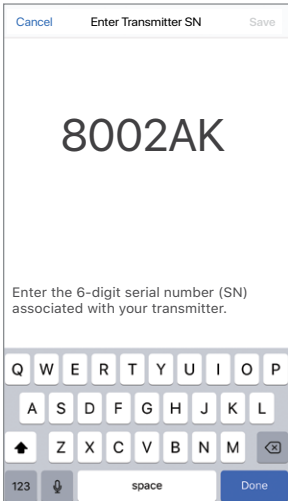 Cancel Enter Transmitter SN Save
8002AK
Enter the 6-digit serial number (SN)
associated with your transmitter.
Q W E R T Y U I O P
A S D F G H J K L
Z X C V B N M
123 space Done